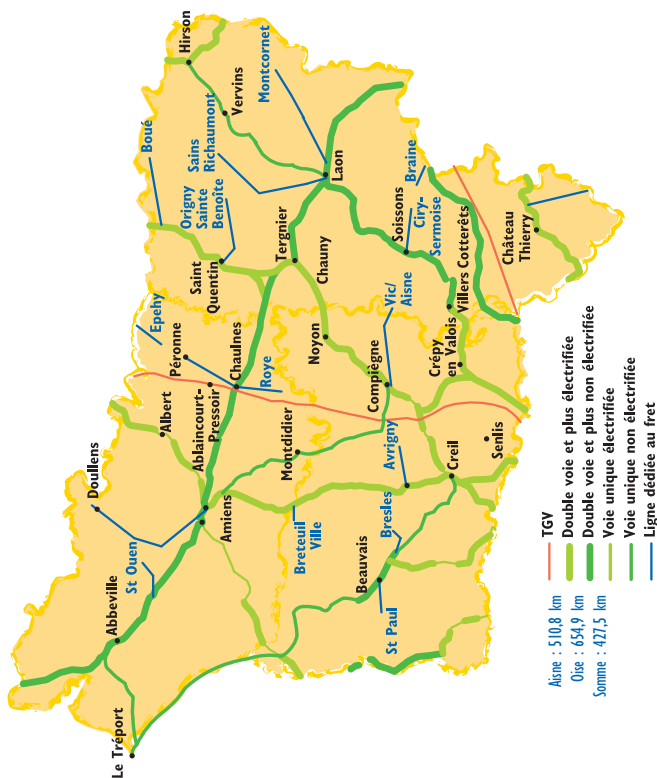 Hirson
Vervins
Montcornet
Boué
Sains
Richaumont
Laon
Origny
Sainte
Benoîte
Saint
Quentin
Tergnier
Chauny
Soissons
Braine
Ciry-
Sermoise
Villers Cotterêts
Château
Thierry
Epehy
Péronne
Chaulnes
Roye
Noyon
Vic/
Aisne
Compiègne
Crépy
en Valois
Doullens
Albert
Ablaincourt-
Pressoir
Montdidier
Avrigny
Creil
Senlis
Amiens
Breteuil
Ville
Bresles
Beauvais
St Paul
St Ouen
Abbeville
Le Tréport
TGV
Double voie et plus électrifiée
Double voie et plus non électrifiée
Voie unique électrifiée
Voie unique non électrifiée
Ligne dédiée au fret
Aisne : 510,8 km
Oise : 654,9 km
Somme : 427,5 km